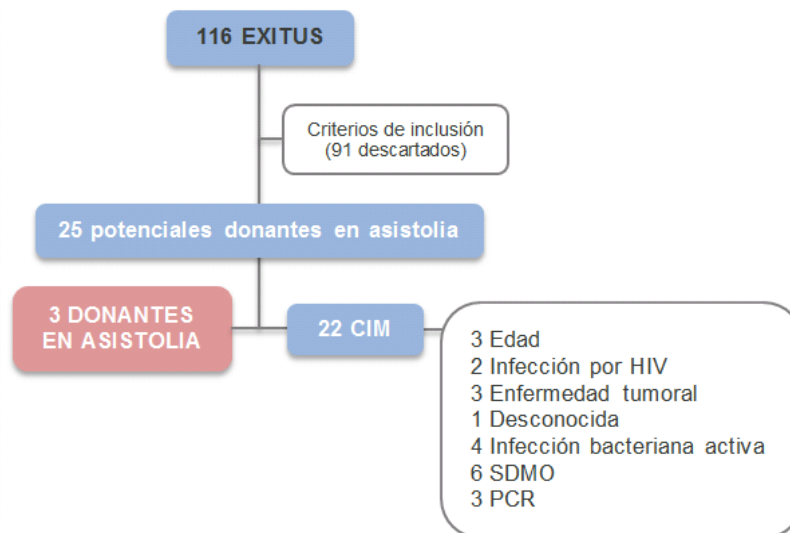 116 EXITUS
Criterios de inclusión
(91 descartados)
25 potenciales donantes en asistolia
3 DONANTES
EN ASISTOLIA
22 CIM
3 Edad
2 Infección por HIV
3 Enfermedad tumoral
1 Desconocida
4 Infección bacteriana activa
6 SDMO
3 PCR